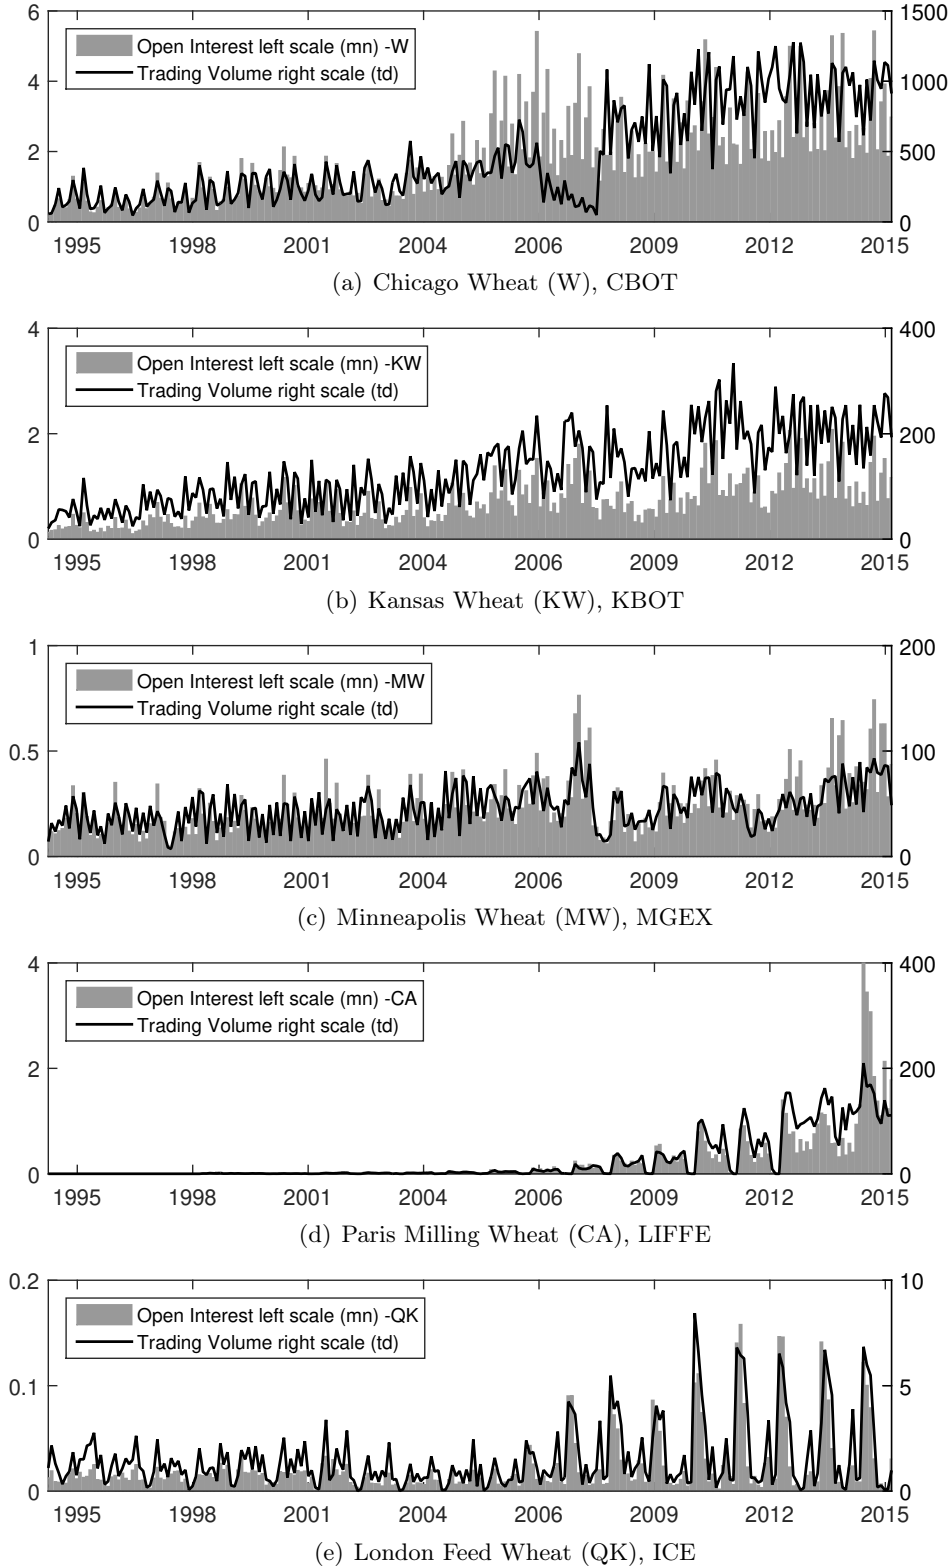 6
4
2
0
1500
1000
500
0
Open Interest left scale (mn) -W
Trading Volume right scale (td)
1995 1998 2001 2004 2006 2009 2012 2015
(a) Chicago Wheat (W), CBOT
4
2
0
400
200
0
Open Interest left scale (mn) -KW
Trading Volume right scale (td)
1995 1998 2001 2004 2006 2009 2012 2015
(b) Kansas Wheat (KW), KBOT
1
0.5
0
200
100
0
Open Interest left scale (mn) -MW
Trading Volume right scale (td)
1995 1998 2001 2004 2006 2009 2012 2015
(c) Minneapolis Wheat (MW), MGEX
4
2
0
400
200
0
Open Interest left scale (mn) -CA
Trading Volume right scale (td)
1995 1998 2001 2004 2006 2009 2012 2015
(d) Paris Milling Wheat (CA), LIFFE
0.2
0.1
0
10
5
0
Open Interest left scale (mn) -QK
Trading Volume right scale (td)
1995 1998 2001 2004 2006 2009 2012 2015
(e) London Feed Wheat (QK), ICE